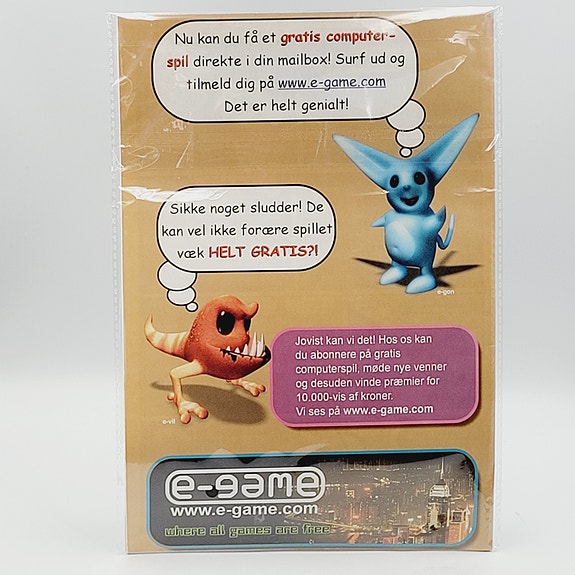 Nu kan du få et gratis computer-
spil direkte i din mailbox! Surf ud og
tilmeld dig på www.e-game.com
Det er helt genialt!
e-gon
Sikke noget sludder! De
kan vel ikke forære spillet
væk HELT GRATIS?!
e-vil
Jovist kan vi det! Hos os kan
du abonnere på gratis
computerspil, møde nye venner
og desuden vinde præmier for
10.000-vis af kroner.
Vi ses på www.e-game.com
e-game
www.e-game.com
where all games are free